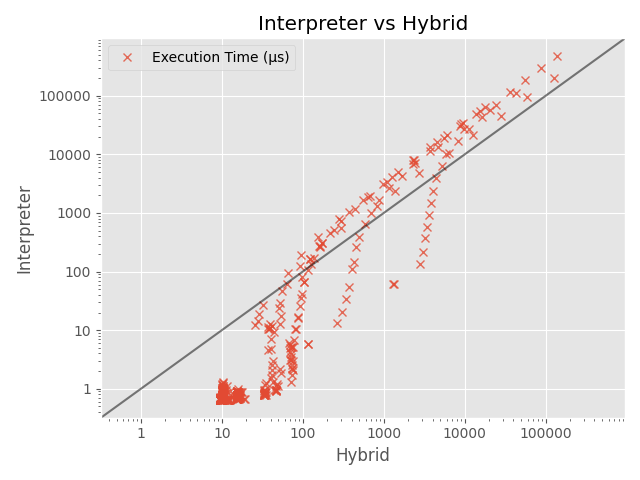 Interpreter vs Hybrid
Execution Time (µs)
Interpreter
100000
10000
1000
100
10
1
1 10 100 1000 10000 100000
Hybrid